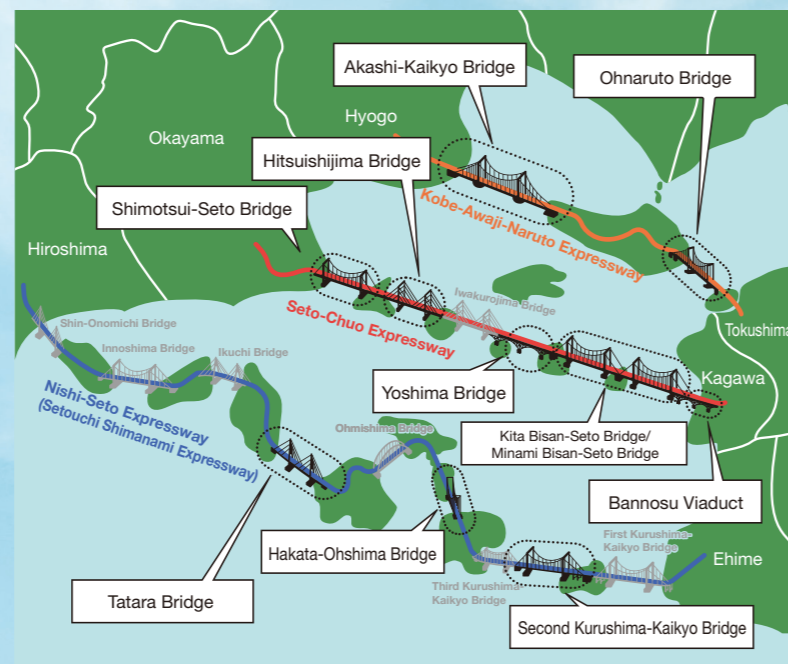 Akashi-Kaikyo Bridge
Ohnaruto Bridge
Hyogo
Okayama
Hitsuishijima Bridge
Shimotsui-Seto Bridge
Kobe-Awaji-Naruto Expressway
Hiroshima
Iwakurojima Bridge
Seto-Chuo Expressway
Tokushima
Shin-Onomichi Bridge
Innoshima Bridge
Ikuchi Bridge
Kagawa
Yoshima Bridge
Nishi-Seto Expressway
(Setouchi Shimanami Expressway)
Ohmishima Bridge
Kita Bisan-Seto Bridge/
Minami Bisan-Seto Bridge
Bannosu Viaduct
Hakata-Ohshima Bridge
First Kurushima-
Kaikyo Bridge
Ehime
Third Kurushima-
Kaikyo Bridge
Tatara Bridge
Second Kurushima-Kaikyo Bridge